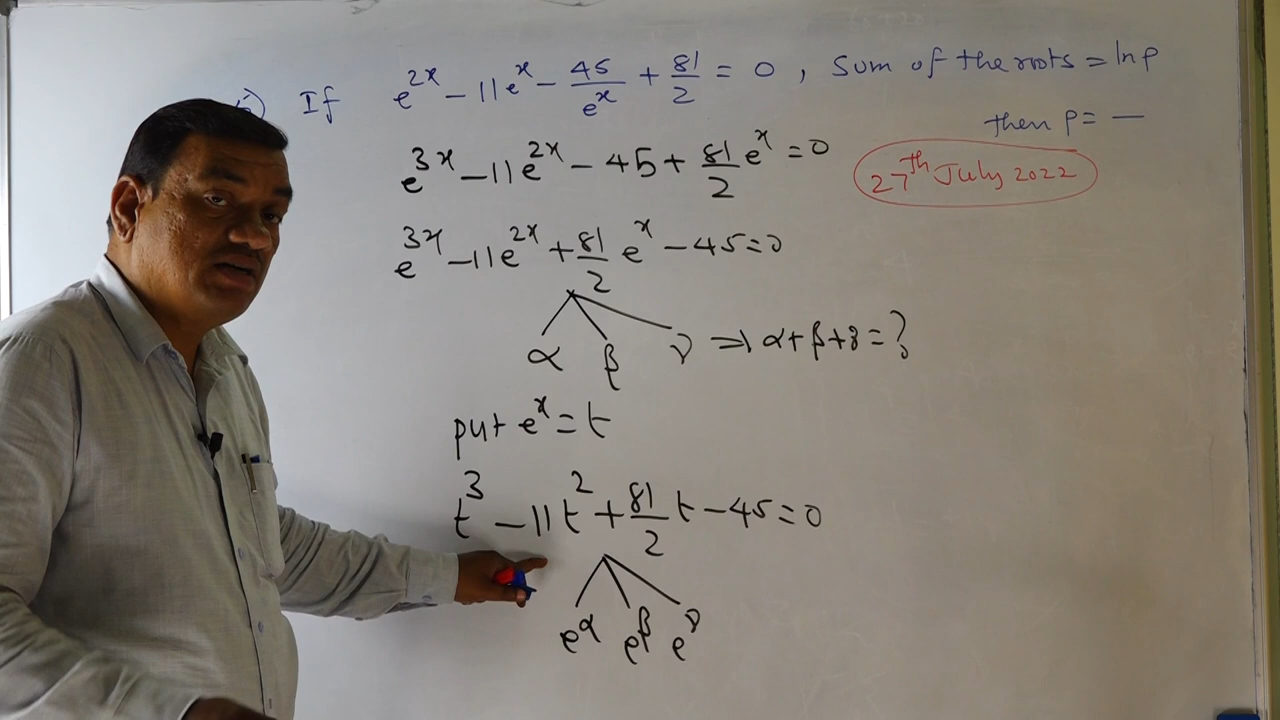 If e^{2x} - 11e^x - 45/e^x + 81/2 = 0, Sum of the roots = ln p
then p = —
e^{3x} - 11e^{2x} - 45 + 81/2 e^x = 0
27th July 2022
e^{3x} - 11e^{2x} + 81/2 e^x - 45 = 0
α β γ ⇒ α + β + γ = ?
put e^x = t
t^3 - 11t^2 + 81/2 t - 45 = 0
e^α e^β e^γ